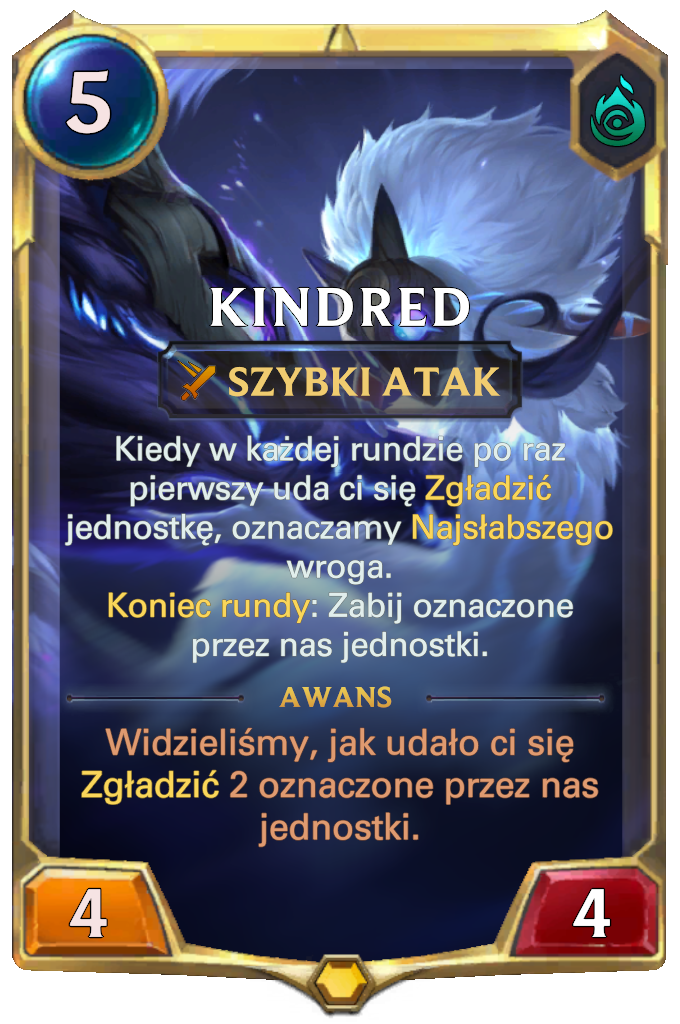 5
KINDRED
SZYBKI ATAK
Kiedy w każdej rundzie po raz
pierwszy uda ci się Zgładzić
jednostkę, oznaczamy Najsłabszego
wroga.
Koniec rundy: Zabij oznaczone
przez nas jednostki.
AWANS
Widzieliśmy, jak udało ci się
Zgładzić 2 oznaczone przez nas
jednostki.
4
4